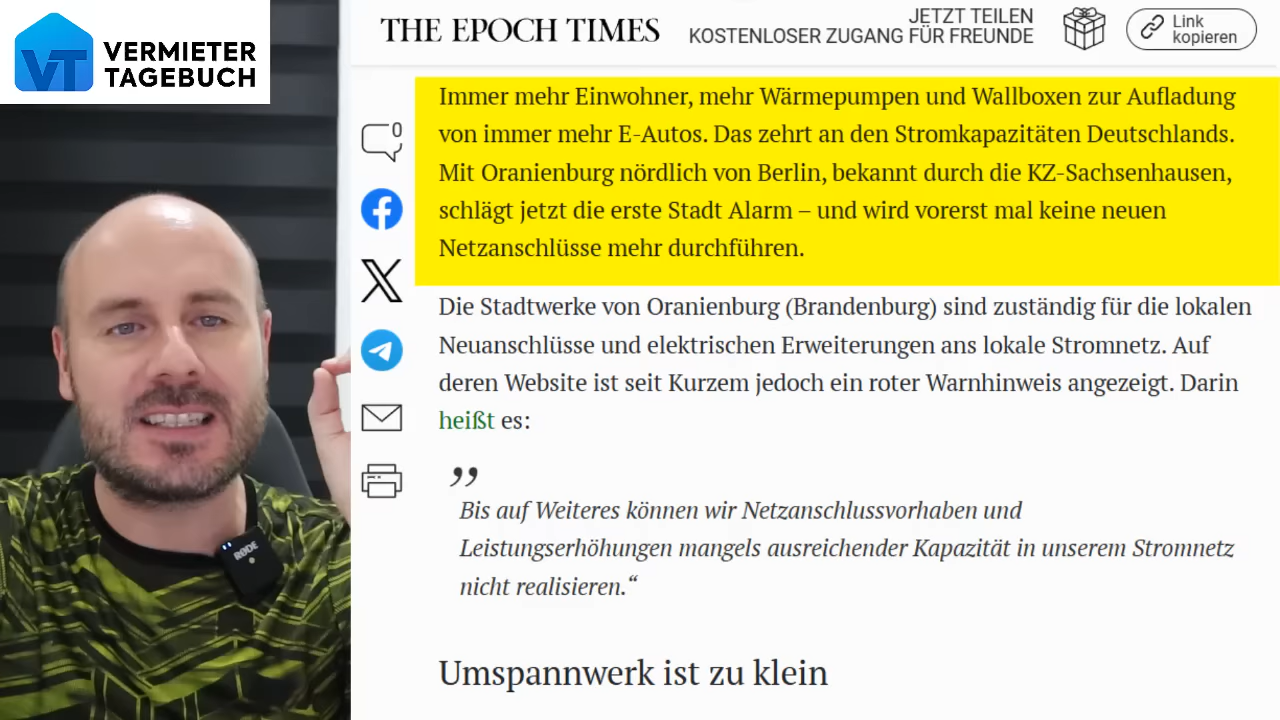 VT VERMIETER
TAGEBUCH
THE EPOCH TIMES
JETZT TEILEN
KOSTENLOSER ZUGANG FÜR FREUNDE
Link
kopieren
0
Immer mehr Einwohner, mehr Wärmepumpen und Wallboxen zur Aufladung
von immer mehr E-Autos. Das zehrt an den Stromkapazitäten Deutschlands.
Mit Oranienburg nördlich von Berlin, bekannt durch die KZ-Sachsenhausen,
schlägt jetzt die erste Stadt Alarm – und wird vorerst mal keine neuen
Netzanschlüsse mehr durchführen.
Die Stadtwerke von Oranienburg (Brandenburg) sind zuständig für die lokalen
Neuanschlüsse und elektrischen Erweiterungen ans lokale Stromnetz. Auf
deren Website ist seit Kurzem jedoch ein roter Warnhinweis angezeigt. Darin
heißt es:
”
Bis auf Weiteres können wir Netzanschlussvorhaben und
Leistungserhöhungen mangels ausreichender Kapazität in unserem Stromnetz
nicht realisieren.“
Umspannwerk ist zu klein
RØDE